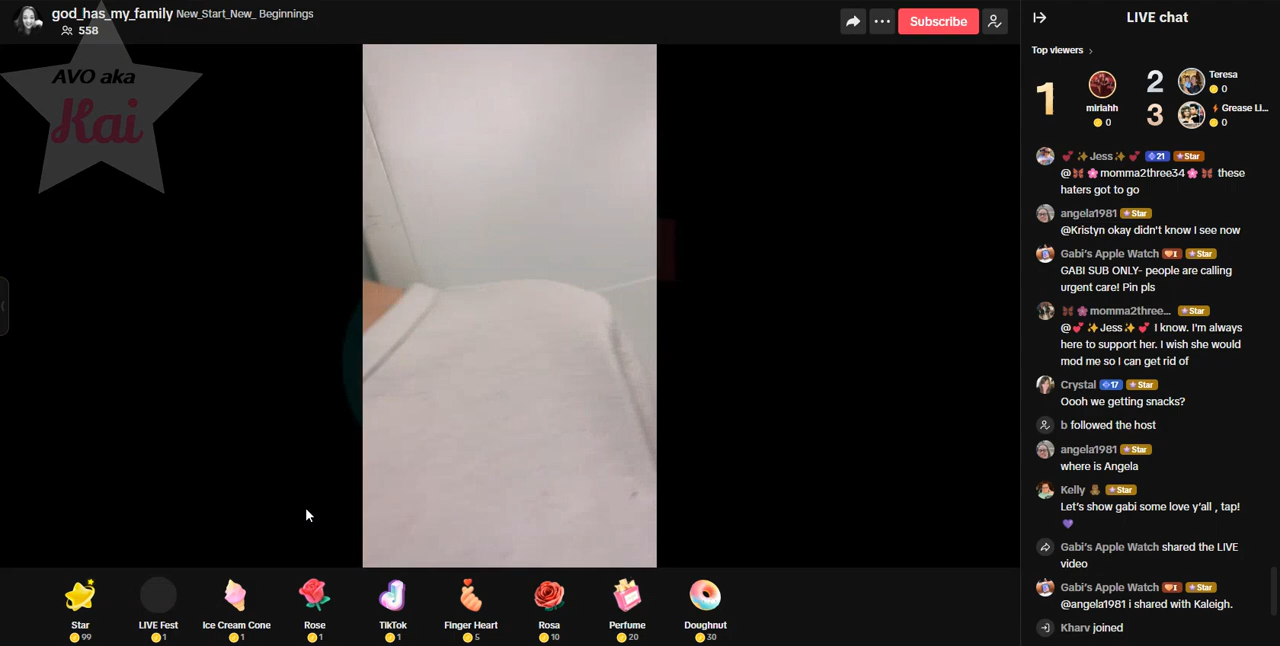 god_has_my_family New_Start_New_ Beginnings
558
Subscribe
AVO aka
Kai
Star
99
LIVE Fest
1
Ice Cream Cone
1
Rose
1
TikTok
1
Finger Heart
5
Rosa
10
Perfume
20
Doughnut
30
LIVE chat
Top viewers
1
miriahh
0
2
Teresa
0
3
Grease Li...
0
Jess 21 Star
@momma2three34 these
haters got to go
angela1981 Star
@Kristyn okay didn't know I see now
Gabi's Apple Watch I Star
GABI SUB ONLY- people are calling
urgent care! Pin pls
momma2three... Star
@Jess I know. I'm always
here to support her. I wish she would
mod me so I can get rid of
Crystal 17 Star
Oooh we getting snacks?
b followed the host
angela1981 Star
where is Angela
Kelly Star
Let's show gabi some love y'all , tap!
Gabi's Apple Watch shared the LIVE
video
Gabi's Apple Watch I Star
@angela1981 i shared with Kaleigh.
Kharv joined